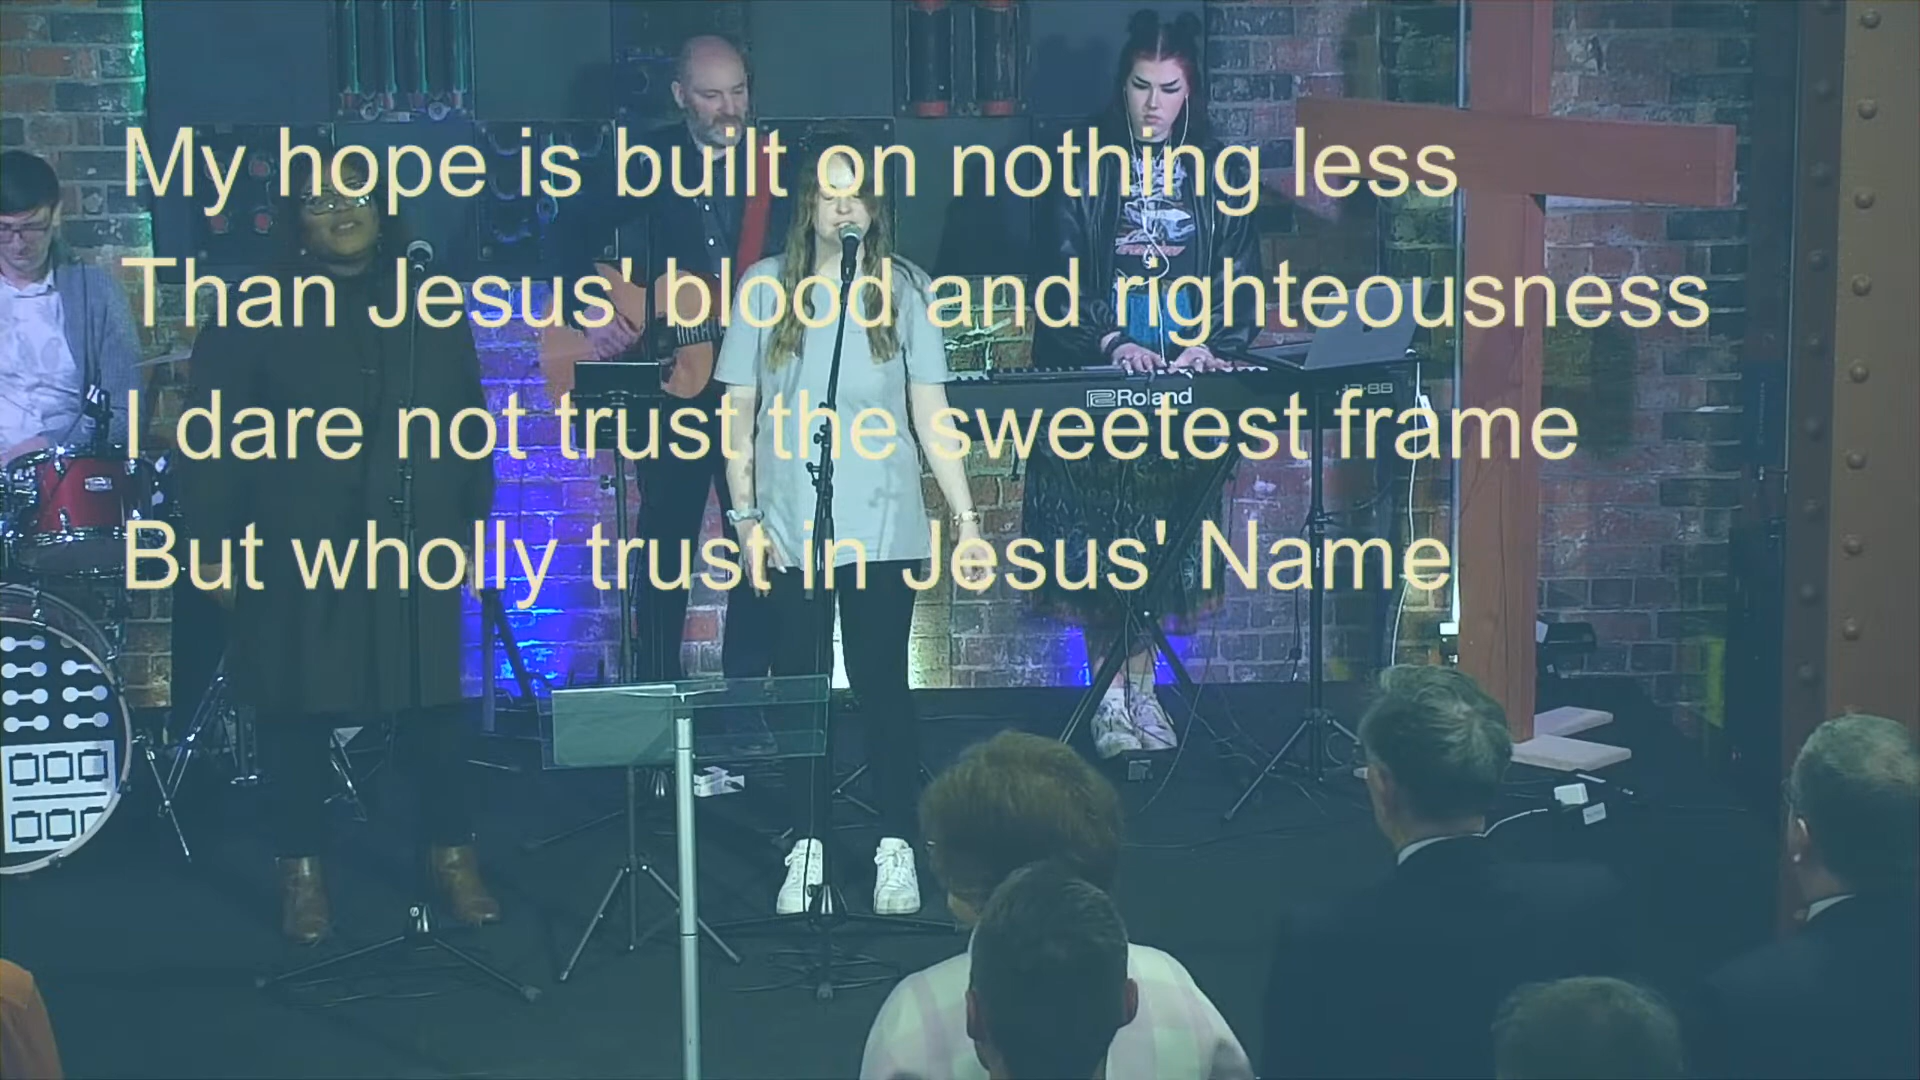 My hope is built on nothing less
Than Jesus' blood and righteousness
I dare not trust the sweetest frame
But wholly trust in Jesus' Name
Roland